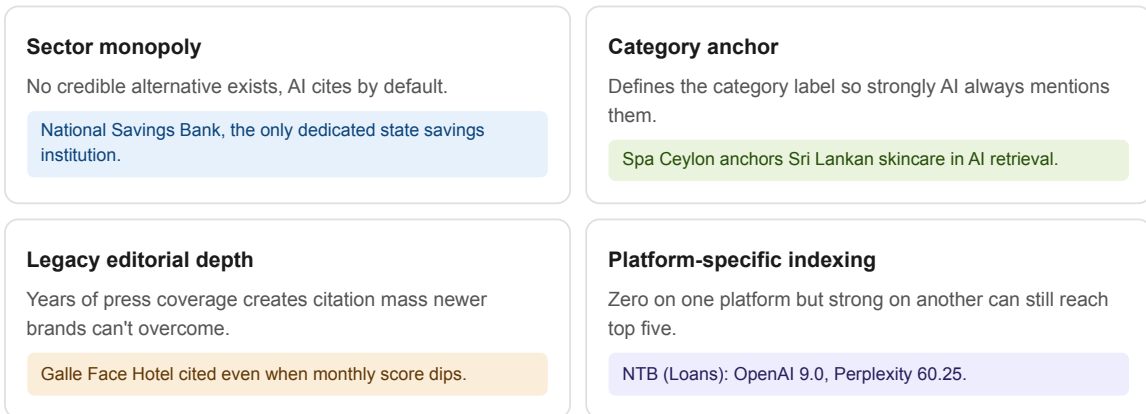 Sector monopoly
No credible alternative exists, AI cites by default.
National Savings Bank, the only dedicated state savings
institution.
Category anchor
Defines the category label so strongly AI always mentions
them.
Spa Ceylon anchors Sri Lankan skincare in AI retrieval.
Legacy editorial depth
Years of press coverage creates citation mass newer
brands can't overcome.
Galle Face Hotel cited even when monthly score dips.
Platform-specific indexing
Zero on one platform but strong on another can still reach
top five.
NTB (Loans): OpenAI 9.0, Perplexity 60.25.